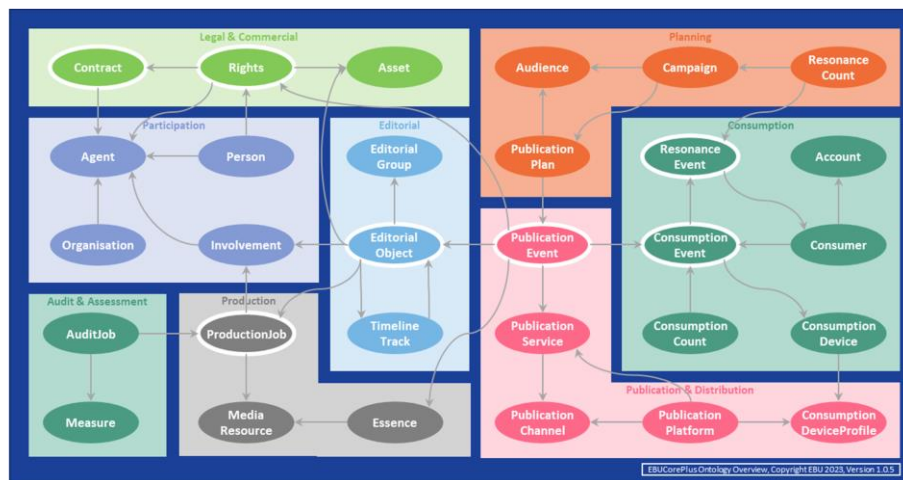 Legal & Commercial
Contract
Rights
Asset
Planning
Audience
Campaign
Resonance
Count
Publication
Plan
Participation
Agent
Person
Organisation
Involvement
Editorial
Editorial
Group
Editorial
Object
Timeline
Track
Consumption
Resonance
Event
Account
Consumption
Event
Consumer
Consumption
Count
Consumption
Device
Publication
Event
Publication
Service
Publication & Distribution
Publication
Channel
Publication
Platform
Consumption
DeviceProfile
Audit & Assessment
AuditJob
Measure
Production
ProductionJob
Media
Resource
Essence
EBUCorePlus Ontology Overview, Copyright EBU 2023, Version 1.0.5